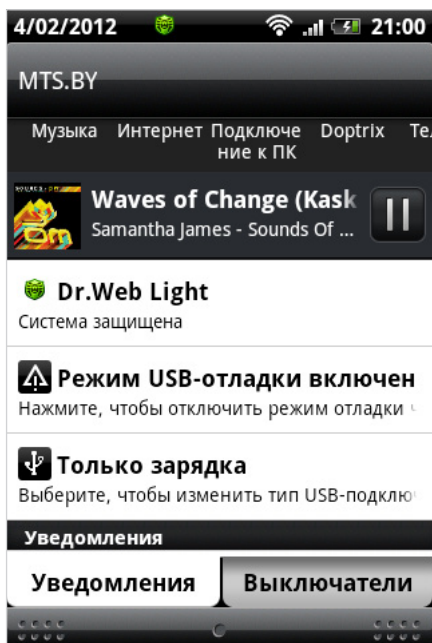 4/02/2012 21:00
MTS.BY
Музыка Интернет Подключе Doptrix Тел
ние к ПК
Waves of Change (Kask
Samantha James - Sounds Of ...
Dr.Web Light
Система защищена
Режим USB-отладки включен
Нажмите, чтобы отключить режим отладки ч
Только зарядка
Выберите, чтобы изменить тип USB-подклю
Уведомления
Уведомления Выключатели